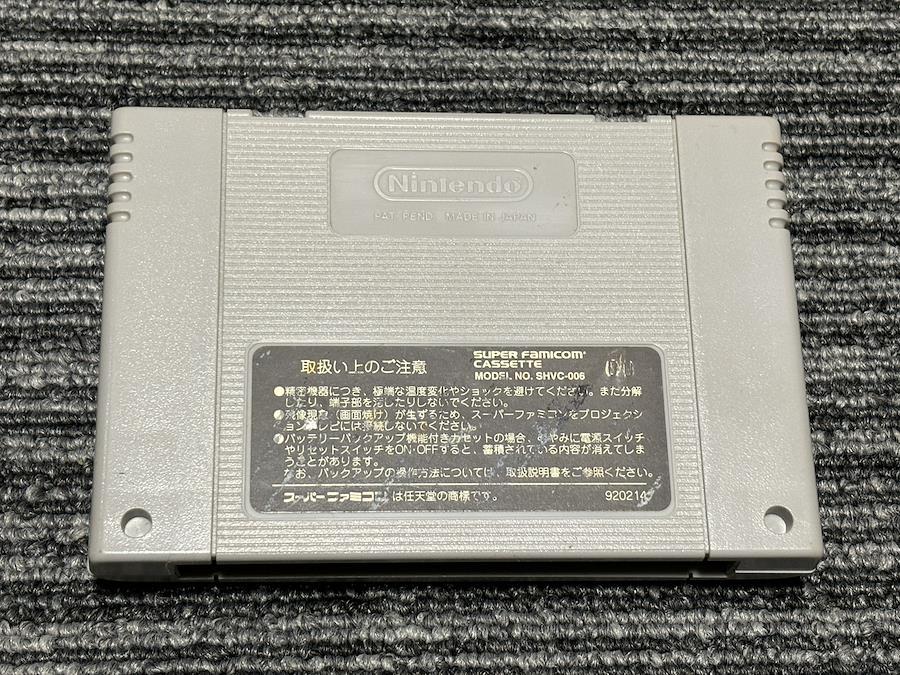 Nintendo
PAT. PEND. MADE IN JAPAN
取扱い上のご注意
SUPER FAMICOM
CASSETTE
MODEL NO. SHVC-006
●精密機器につき、極端な温度変化やショックを避けてください。また分解
したり、端子部を したりしないでください。
●残像現象(画面焼け)が生ずるため、スーパーファミコンをプロジェクショ
ンテレビには接続しないでください。
●バッテリーバックアップ機能付きカセットの場合、むやみに電源スイッチ
やリセットスイッチをON・OFFすると、蓄積されている内容が消えてしま
うことがあります。
なお、バックアップの操作方法については、取扱説明書をご参照ください。
スーパーファミコンは任天堂の商標です。
920214